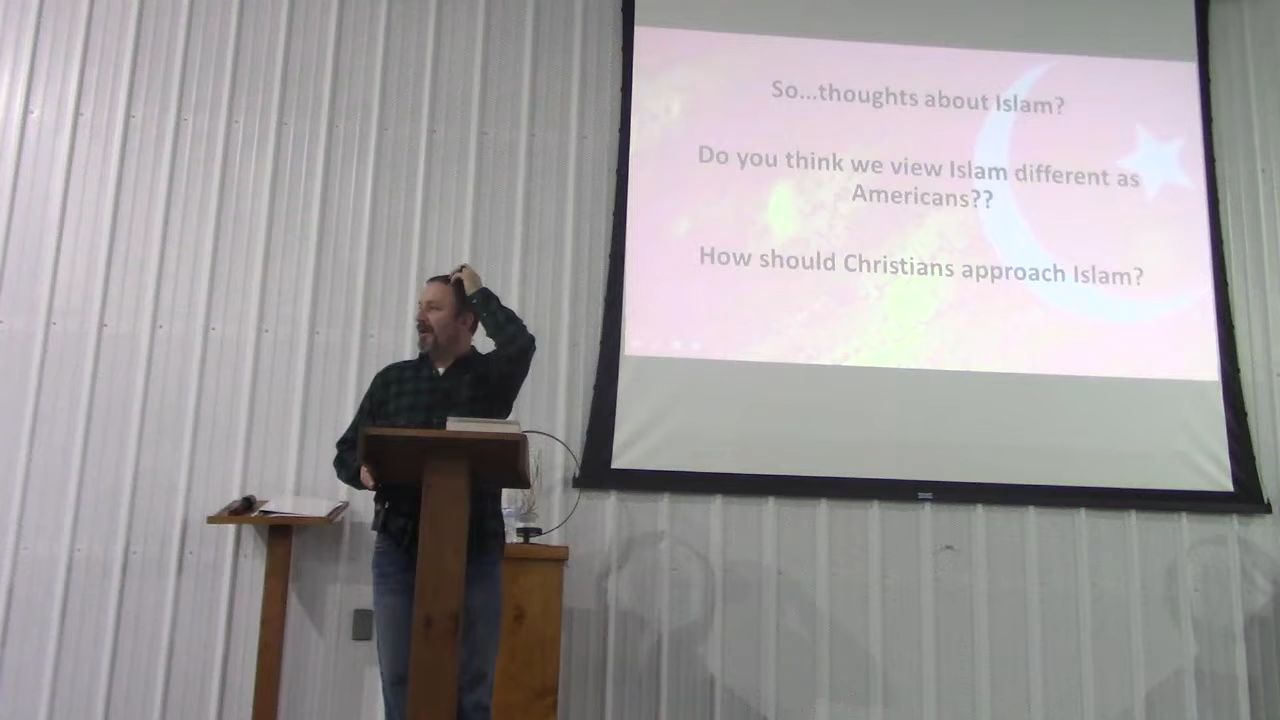 So...thoughts about Islam?
Do you think we view Islam different as
Americans??
How should Christians approach Islam?